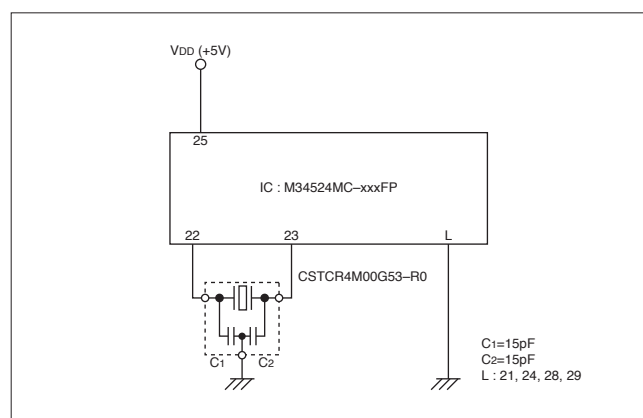 VDD (+5V)
25
IC : M34524MC–xxxFP
22
23
L
CSTCR4M00G53–R0
C1
C2
C1=15pF
C2=15pF
L : 21, 24, 28, 29